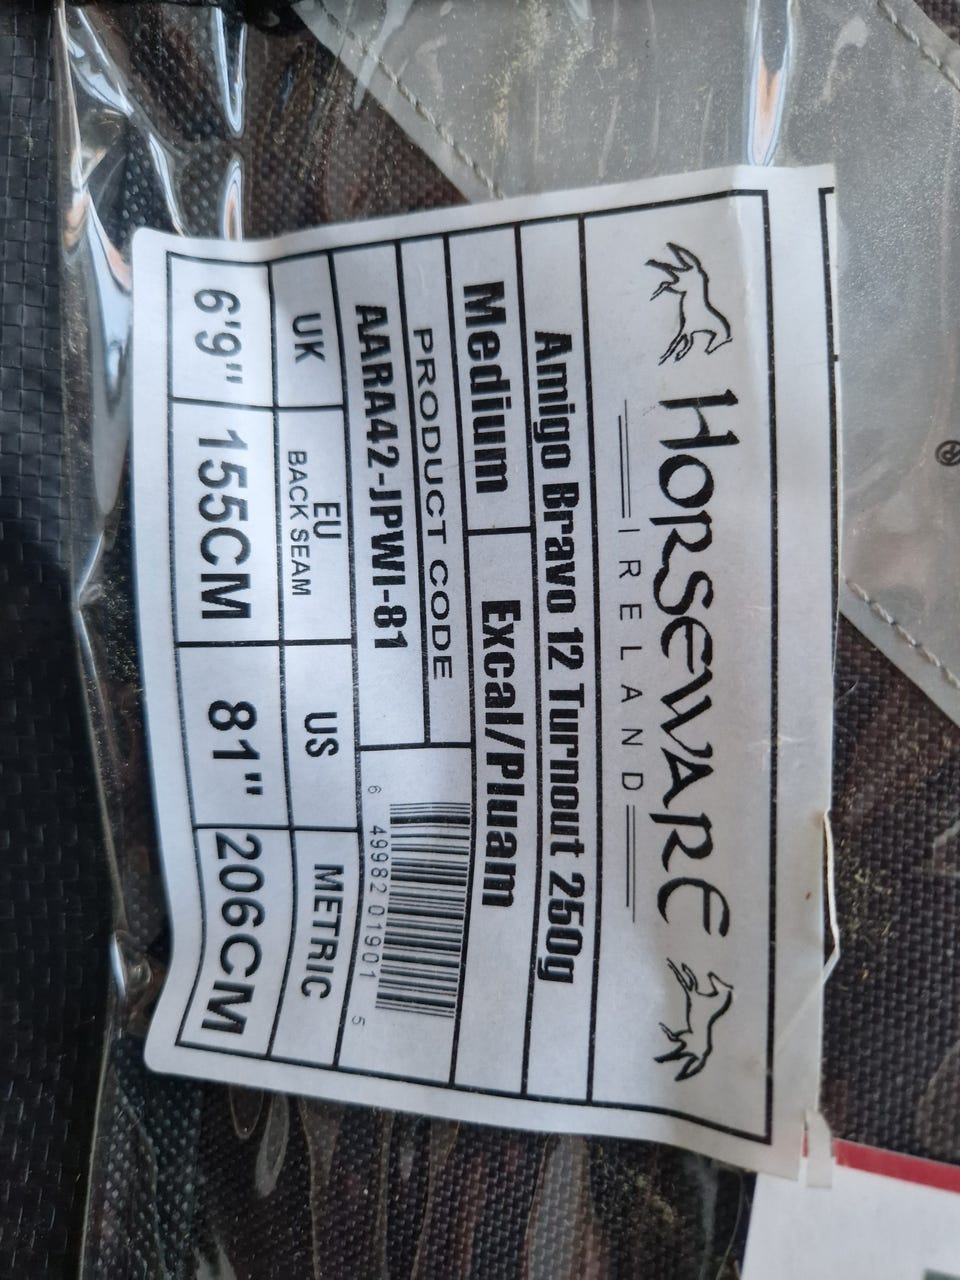 HORSEWARE
IRELAND
Amigo Bravo 12 Turnout 250g
Medium Excal/Pluam
PRODUCT CODE
AARA42-JPWI-81
6 49982 01901 5
UK EU BACK SEAM US METRIC
6'9" 155CM 81" 206CM
®